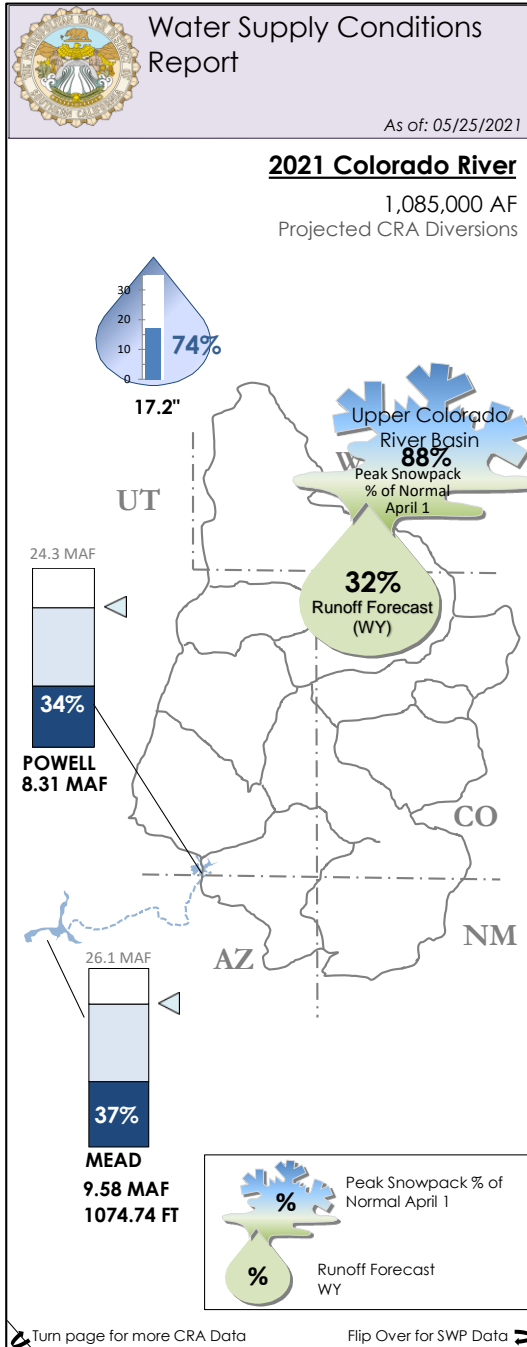 Water Supply Conditions
Report
As of: 05/25/2021
2021 Colorado River
1,085,000 AF
Projected CRA Diversions
30
20
10
0
74%
17.2"
Upper Colorado
River Basin
W
88%
Peak Snowpack
% of Normal
April 1
UT
32%
Runoff Forecast
(WY)
24.3 MAF
34%
POWELL
8.31 MAF
CO
NM
AZ
26.1 MAF
37%
MEAD
9.58 MAF
1074.74 FT
%
Peak Snowpack % of
Normal April 1
%
Runoff Forecast
WY
Turn page for more CRA Data
Flip Over for SWP Data